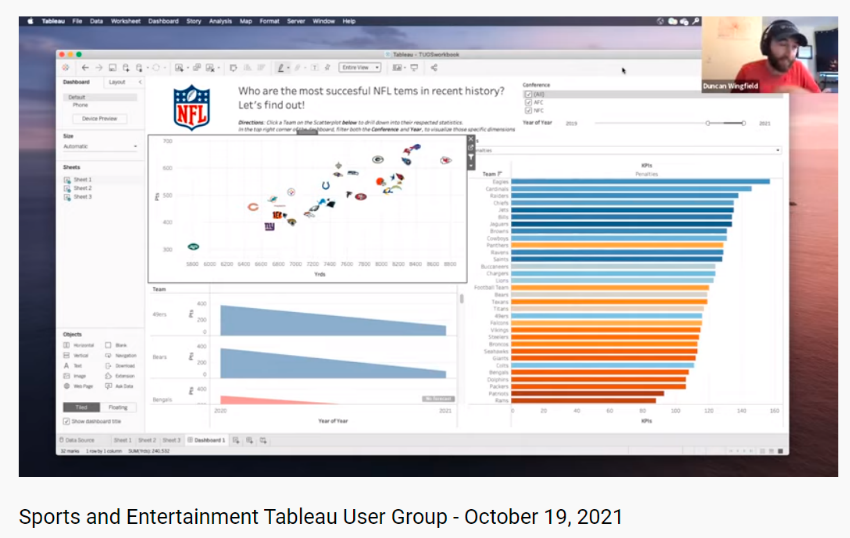 Tableau File Data Worksheet Dashboard Story Analysis Map Format Server Window Help
Tableau - TUGSworkbook
Entire View
Duncan Wingfield
Dashboard Layout
Default
Phone
Device Preview
Size
Automatic
Sheets
Sheet 1
Sheet 2
Sheet 3
NFL
Who are the most succesful NFL tems in recent history?
Let's find out!
Directions: Click a Team on the Scatterplot below to drill down into their respected statistics.
In the top right corner of the dashboard, filter both the Conference and Year, to visualize those specific dimensions
Conference
(All)
AFC
NFC
Year of Year
2021
Pts
700
600
500
400
300
5800 6000 6200 6400 6600 6800 7000 7200 7400 7600 7800 8000 8200 8400 8600 8800
Yrds
Team
49ers
Pts
400
200
0
Bears
Pts
400
200
0
Bengals
Pts
400
2020
Year of Year
KPIs
Team
Penalties
Eagles
Cardinals
Raiders
Chiefs
Jets
Bills
Jaguars
Browns
Cowboys
Panthers
Ravens
Saints
Buccaneers
Chargers
Lions
Football Team
Bears
Texans
Titans
49ers
Falcons
Vikings
Steelers
Broncos
Seahawks
Giants
Colts
Bengals
Dolphins
Packers
Patriots
Rams
0 20 40 60 80 100 120 140 160
KPIs
Objects
Horizontal Blank
Vertical Navigation
Text Download
Image Extension
Web Page Ask Data
Tiled Floating
Show dashboard title
Data Source Sheet 1 Sheet 2 Sheet 3 Dashboard 1
32 marks 1 row by 1 column
Sports and Entertainment Tableau User Group - October 19, 2021